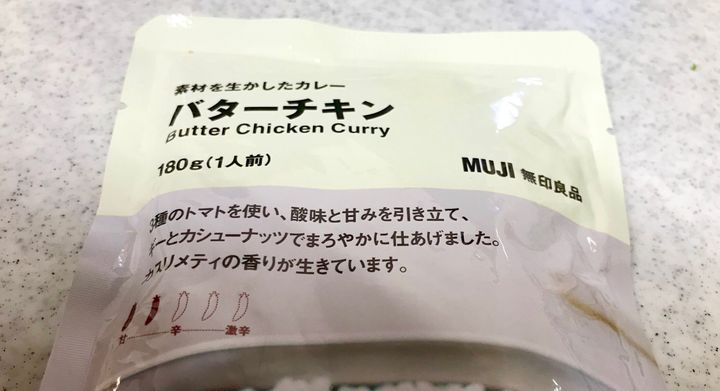 素材を生かしたカレー
バターチキン
Butter Chicken Curry
180g(1人前)
MUJI 無印良品
3種のトマトを使い、酸味と甘みを引き立て、
ギーとカシューナッツでまろやかに仕あげました。
カスリメティの香りが生きています。
甘 辛 激辛